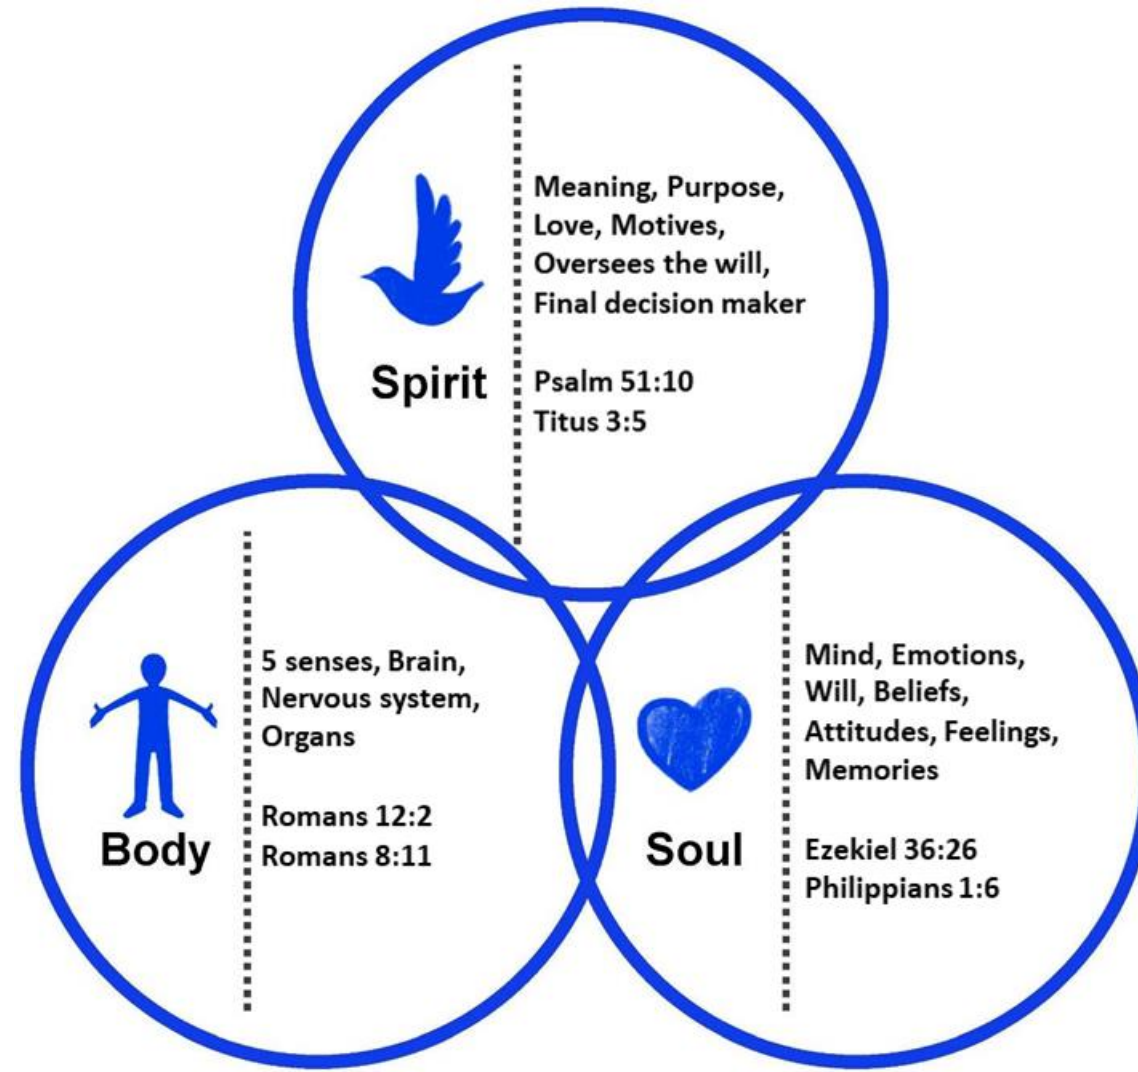 Meaning, Purpose,
Love, Motives,
Oversees the will,
Final decision maker
Spirit
Psalm 51:10
Titus 3:5
5 senses, Brain,
Nervous system,
Organs
Romans 12:2
Body
Romans 8:11
Mind, Emotions,
Will, Beliefs,
Attitudes, Feelings,
Memories
Soul
Ezekiel 36:26
Philippians 1:6